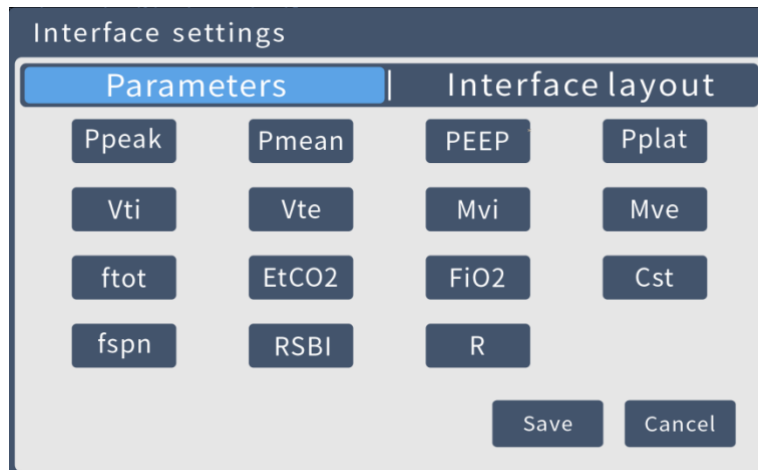 Interface settings
Parameters | Interface layout
Ppeak Pmean PEEP Pplat
Vti Vte Mvi Mve
ftot EtCO2 FiO2 Cst
fspn RSBI R
Save Cancel